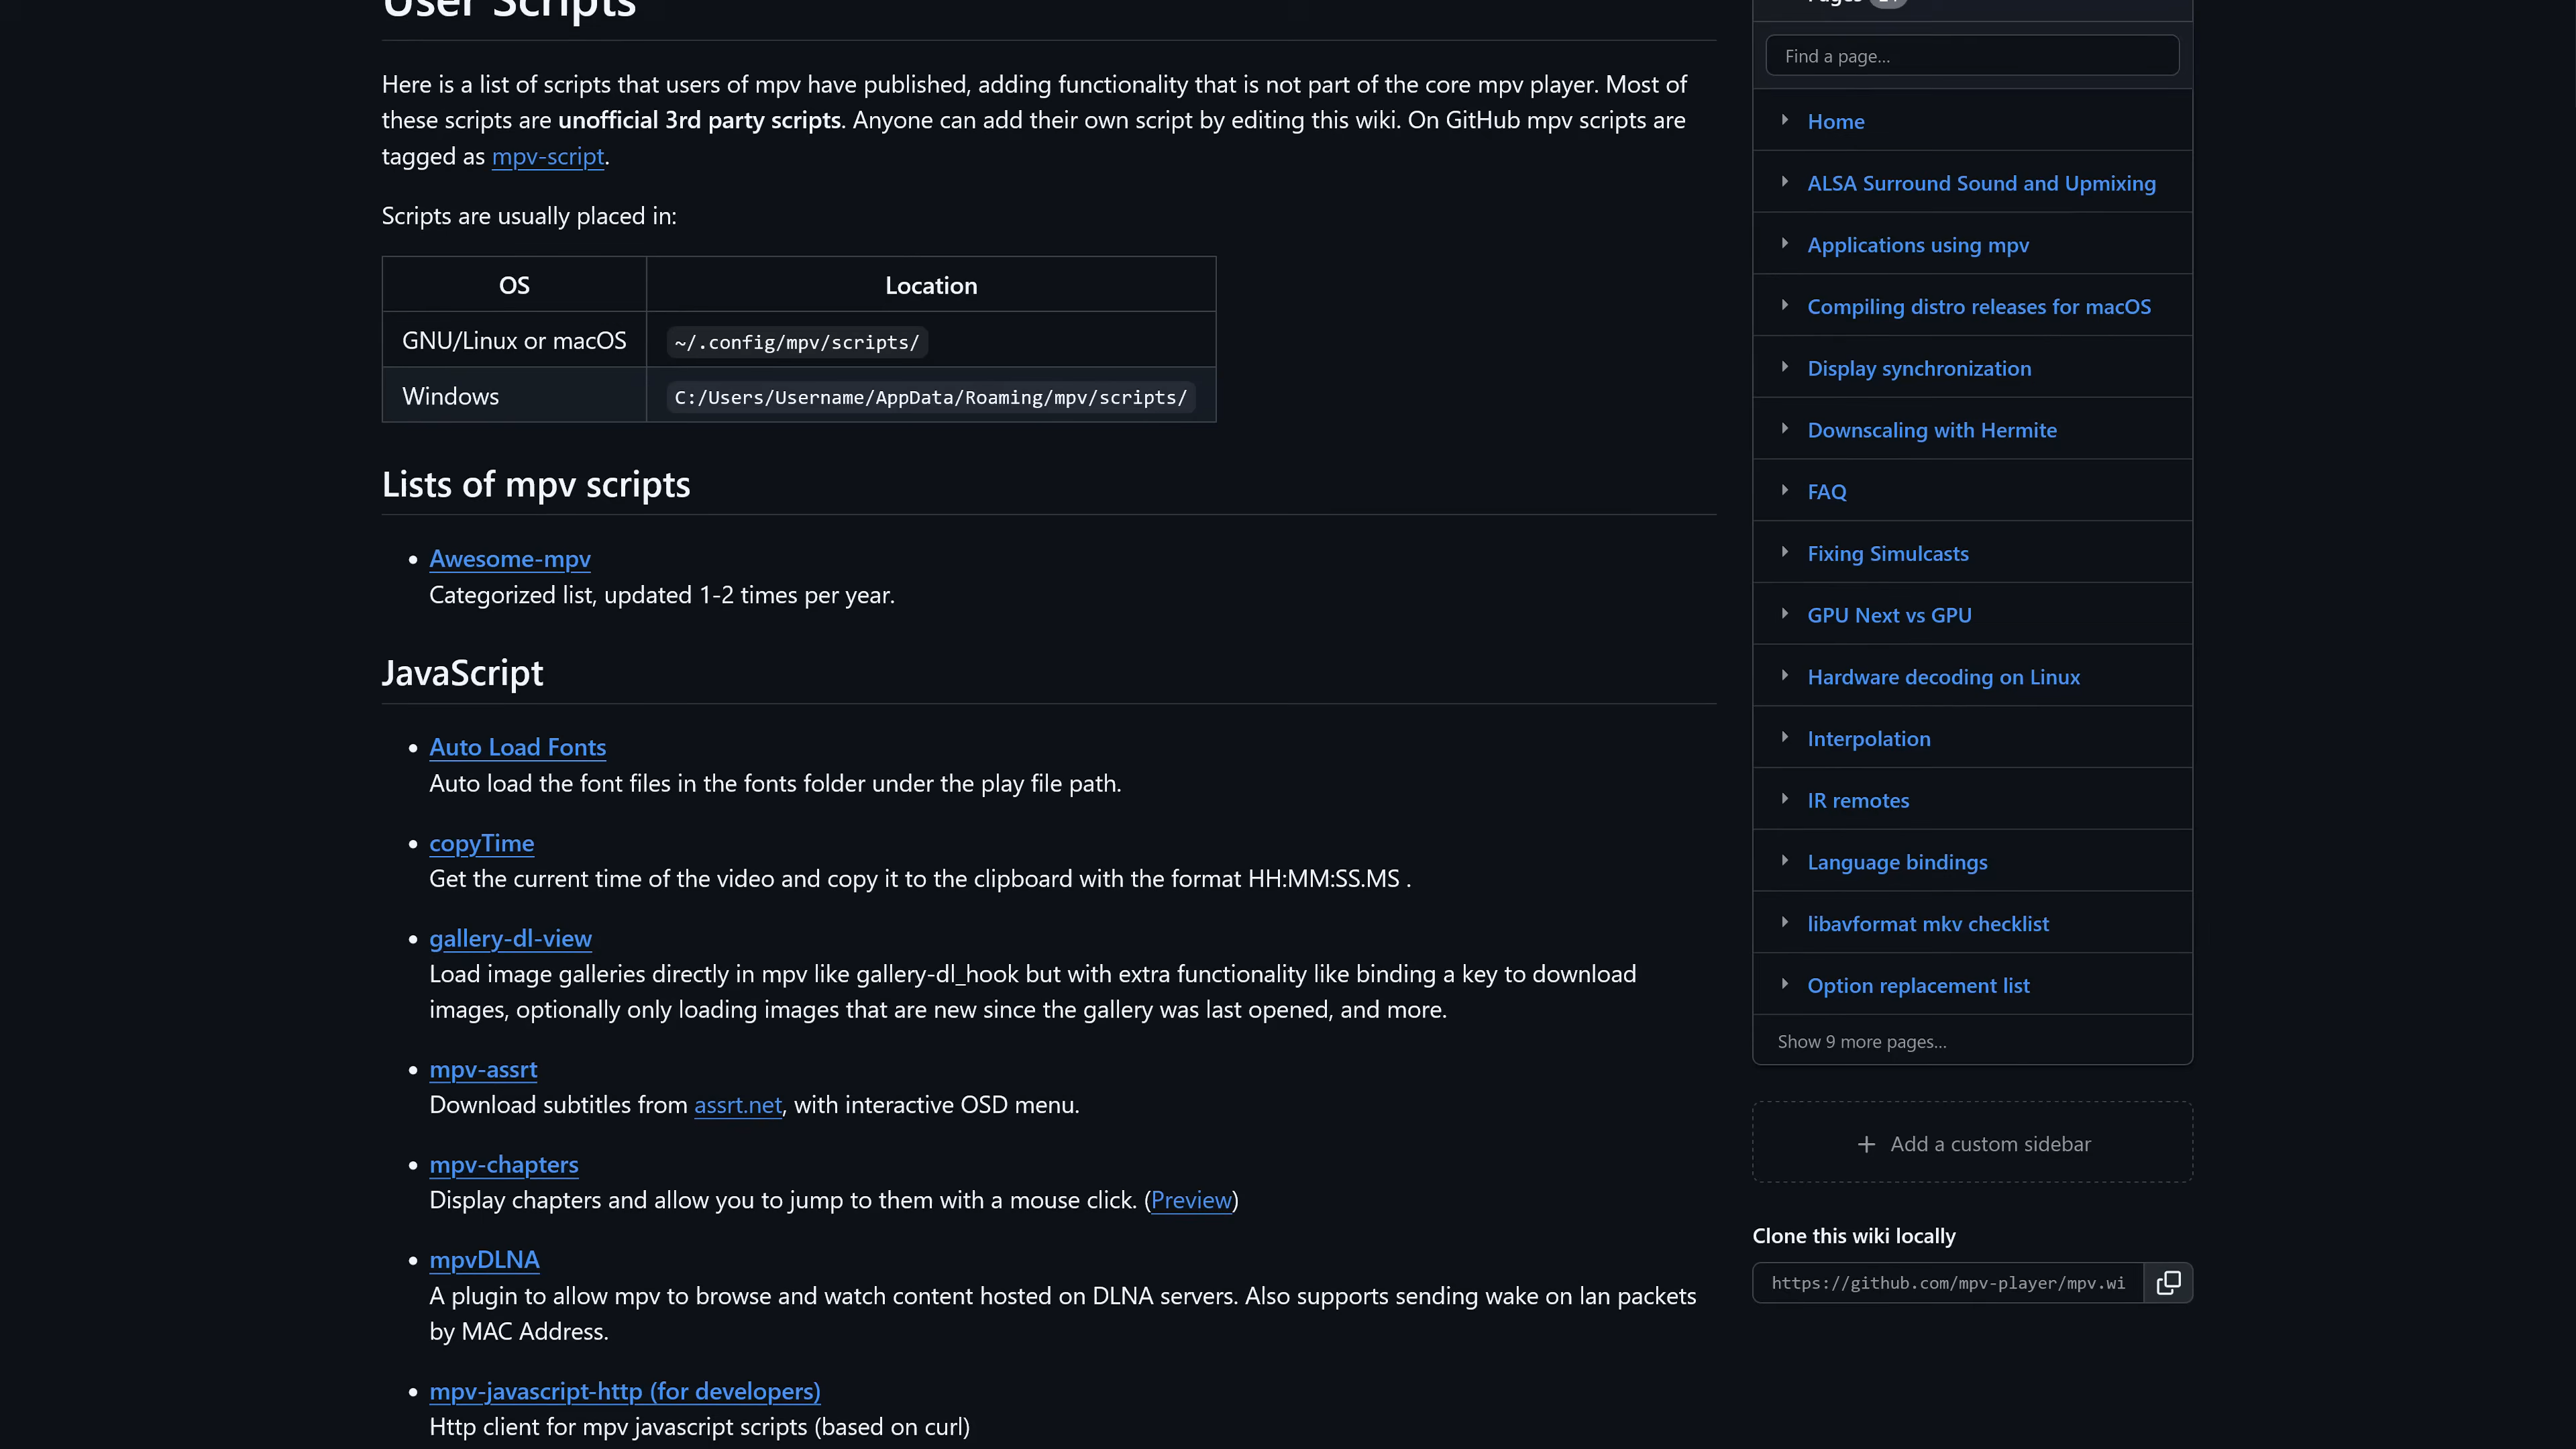 User Scripts
Here is a list of scripts that users of mpv have published, adding functionality that is not part of the core mpv player. Most of
these scripts are unofficial 3rd party scripts. Anyone can add their own script by editing this wiki. On GitHub mpv scripts are
tagged as mpv-script.
Scripts are usually placed in:
OS Location
GNU/Linux or macOS ~/.config/mpv/scripts/
Windows C:/Users/Username/AppData/Roaming/mpv/scripts/
Lists of mpv scripts
Awesome-mpv
Categorized list, updated 1-2 times per year.
JavaScript
Auto Load Fonts
Auto load the font files in the fonts folder under the play file path.
copyTime
Get the current time of the video and copy it to the clipboard with the format HH:MM:SS.MS .
gallery-dl-view
Load image galleries directly in mpv like gallery-dl_hook but with extra functionality like binding a key to download
images, optionally only loading images that are new since the gallery was last opened, and more.
mpv-assrt
Download subtitles from assrt.net, with interactive OSD menu.
mpv-chapters
Display chapters and allow you to jump to them with a mouse click. (Preview)
mpvDLNA
A plugin to allow mpv to browse and watch content hosted on DLNA servers. Also supports sending wake on lan packets
by MAC Address.
mpv-javascript-http (for developers)
Http client for mpv javascript scripts (based on curl)
Pages
Find a page…
Home
ALSA Surround Sound and Upmixing
Applications using mpv
Compiling distro releases for macOS
Display synchronization
Downscaling with Hermite
FAQ
Fixing Simulcasts
GPU Next vs GPU
Hardware decoding on Linux
Interpolation
IR remotes
Language bindings
libavformat mkv checklist
Option replacement list
Show 9 more pages…
Add a custom sidebar
Clone this wiki locally
https://github.com/mpv-player/mpv.wi